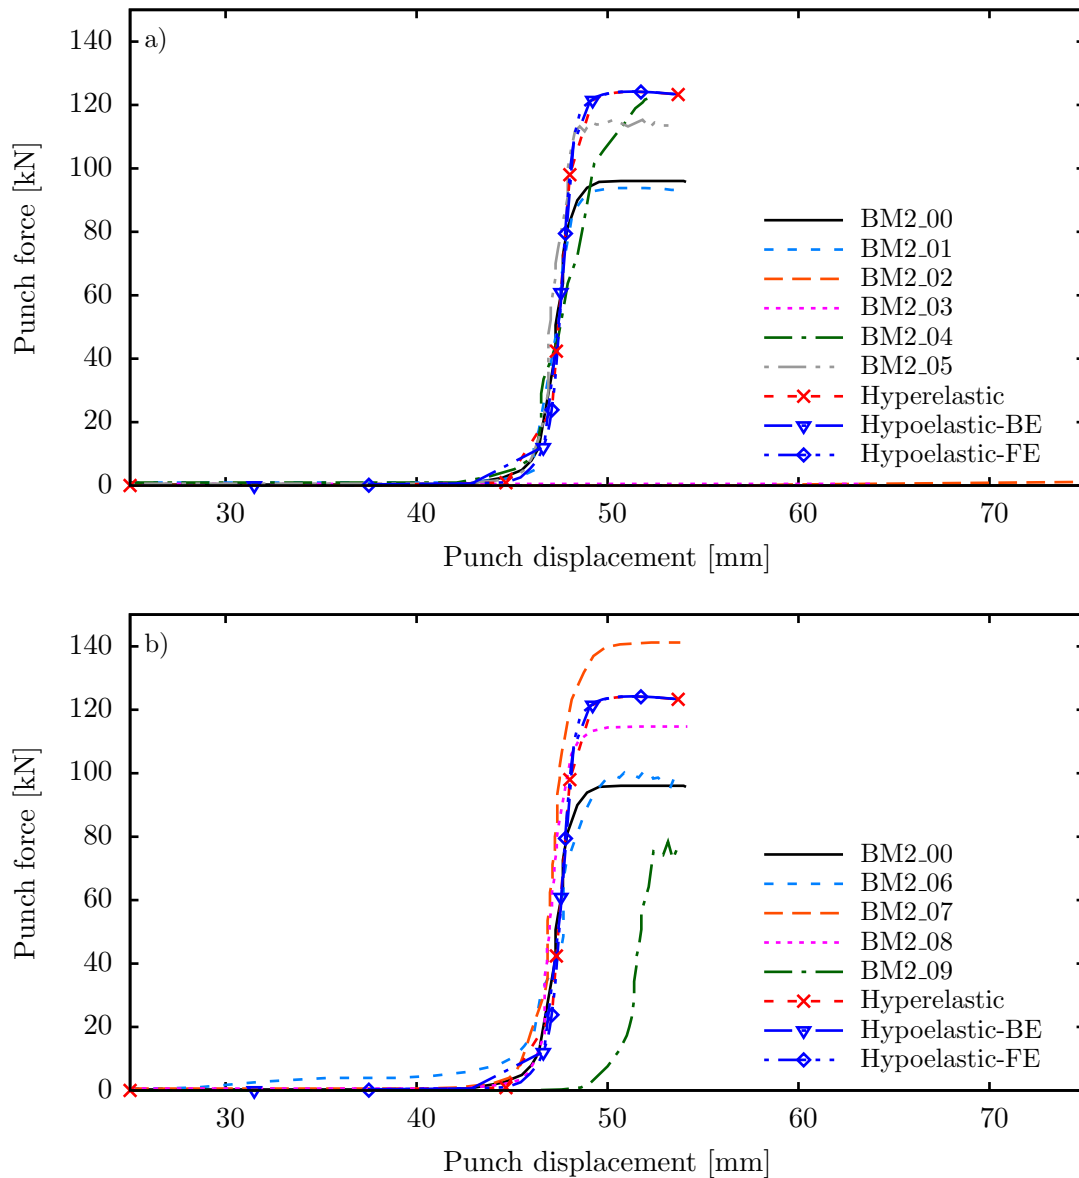 a)
140
120
100
80
60
40
20
0
Punch force [kN]
BM2_00
BM2_01
BM2_02
BM2_03
BM2_04
BM2_05
Hyperelastic
Hypoelastic-BE
Hypoelastic-FE
30 40 50 60 70
Punch displacement [mm]
b)
140
120
100
80
60
40
20
0
Punch force [kN]
BM2_00
BM2_06
BM2_07
BM2_08
BM2_09
Hyperelastic
Hypoelastic-BE
Hypoelastic-FE
30 40 50 60 70
Punch displacement [mm]